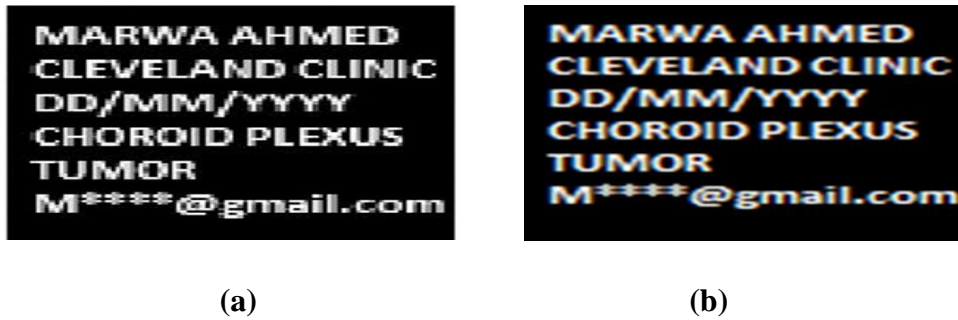 MARWA AHMED
CLEVELAND CLINIC
DD/MM/YYYY
CHOROID PLEXUS
TUMOR
M****@gmail.com
(a)
MARWA AHMED
CLEVELAND CLINIC
DD/MM/YYYY
CHOROID PLEXUS
TUMOR
M****@gmail.com
(b)